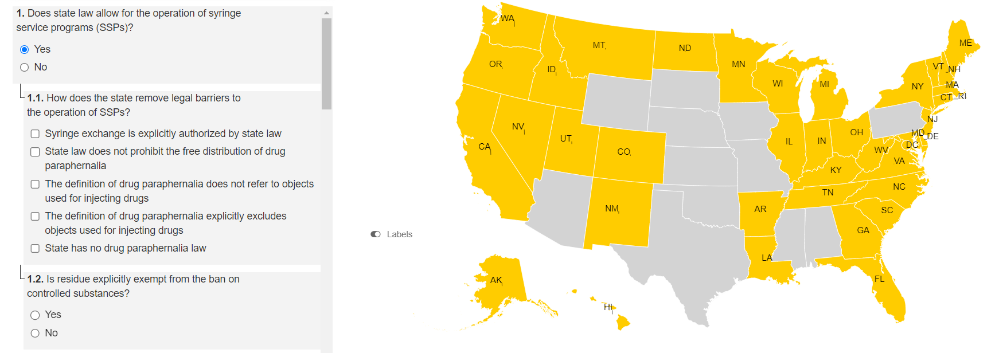 1. Does state law allow for the operation of syringe
service programs (SSPs)?
Yes
No
1.1. How does the state remove legal barriers to
the operation of SSPs?
Syringe exchange is explicitly authorized by state law
State law does not prohibit the free distribution of drug
paraphernalia
The definition of drug paraphernalia does not refer to objects
used for injecting drugs
The definition of drug paraphernalia explicitly excludes
objects used for injecting drugs
State has no drug paraphernalia law
1.2. Is residue explicitly exempt from the ban on
controlled substances?
Yes
No
Labels
WA
MT
ND
ME
OR
ID
MN
VT
NH
WI
MI
NY
MA
CT
RI
NV
UT
CA
CO
IL
IN
OH
NJ
MD
DE
DC
WV
VA
KY
NC
TN
NM
AR
SC
GA
LA
FL
AK
HI